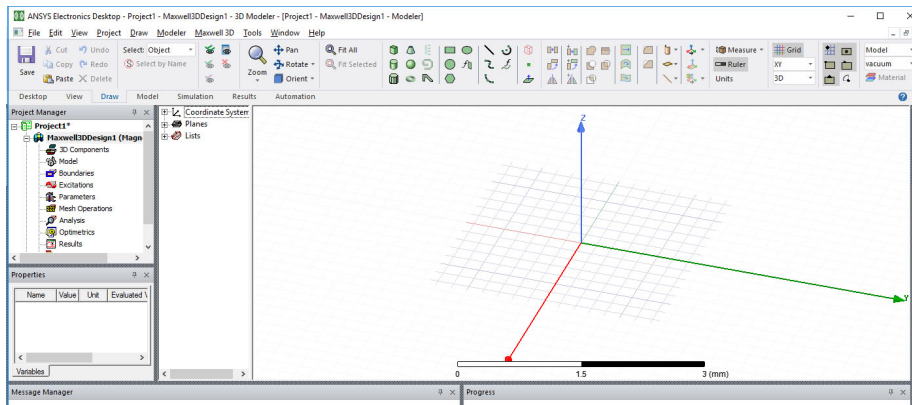 ANSYS Electronics Desktop - Project1 - Maxwell3DDesign1 - 3D Modeler - [Project1 - Maxwell3DDesign1 - Modeler]
File Edit View Project Draw Modeler Maxwell 3D Tools Window Help
Save
Cut Undo
Copy Redo
Paste Delete
Select: Object
Select by Name
Zoom
Pan
Rotate
Orient
Fit All
Fit Selected
Measure
Ruler
Units
Grid
XY
3D
Model
vacuum
Material
Desktop View Draw Model Simulation Results Automation
Project Manager
Project1*
Maxwell3DDesign1 (Magn
3D Components
Model
Boundaries
Excitations
Parameters
Mesh Operations
Analysis
Optimetrics
Results
Coordinate System
Planes
Lists
Properties
Name Value Unit Evaluated V
Variables
Z
Y
0 1.5 3 (mm)
Message Manager
Progress